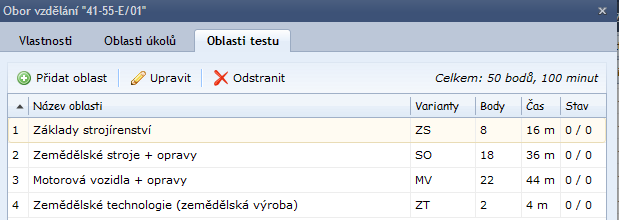 Obor vzdělání "41-55-E/01"
Vlastnosti Oblasti úkolů Oblasti testu
Přidat oblast Upravit Odstranit Celkem: 50 bodů, 100 minut
Název oblasti Varianty Body Čas Stav
1 Základy strojírenství ZS 8 16 m 0 / 0
2 Zemědělské stroje + opravy SO 18 36 m 0 / 0
3 Motorová vozidla + opravy MV 22 44 m 0 / 0
4 Zemědělské technologie (zemědělská výroba) ZT 2 4 m 0 / 0